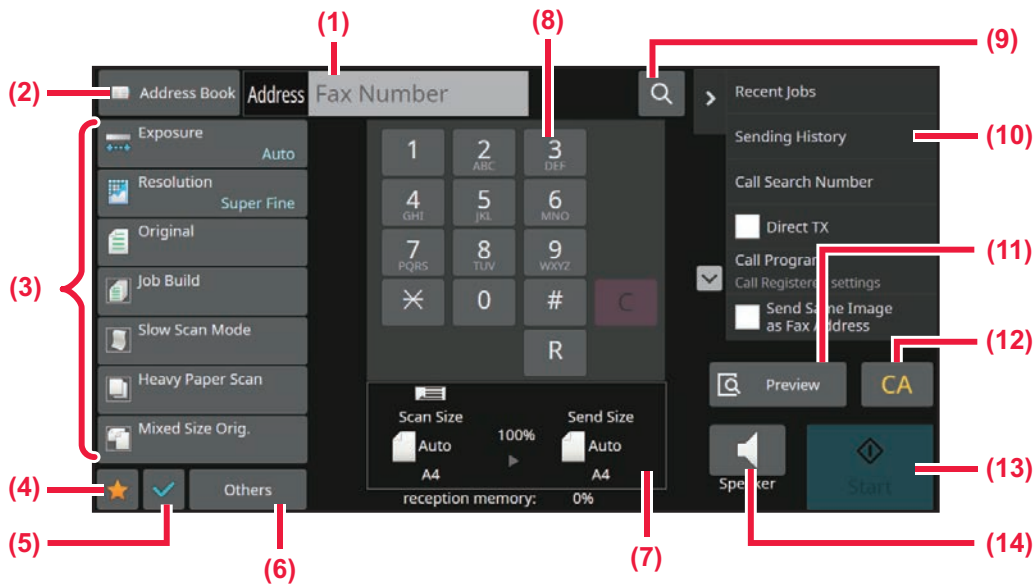 (1)
(8)
(9)
(2)
Address Book
Address
Fax Number
Recent Jobs
(3)
Exposure
Auto
Resolution
Super Fine
Original
Job Build
Slow Scan Mode
Heavy Paper Scan
Mixed Size Orig.
1
2
ABC
3
DEF
4
GHI
5
JKL
6
MNO
7
PQRS
8
TUV
9
WXYZ
0
#
C
R
Sending History
(10)
Call Search Number
Direct TX
(11)
Call Program
Call Registered settings
Send Same Image
as Fax Address
(12)
Preview
CA
Scan Size
Send Size
Auto
100%
Auto
A4
A4
reception memory: 0%
Speaker
Start
(13)
(4)
Others
(5)
(6)
(7)
(14)